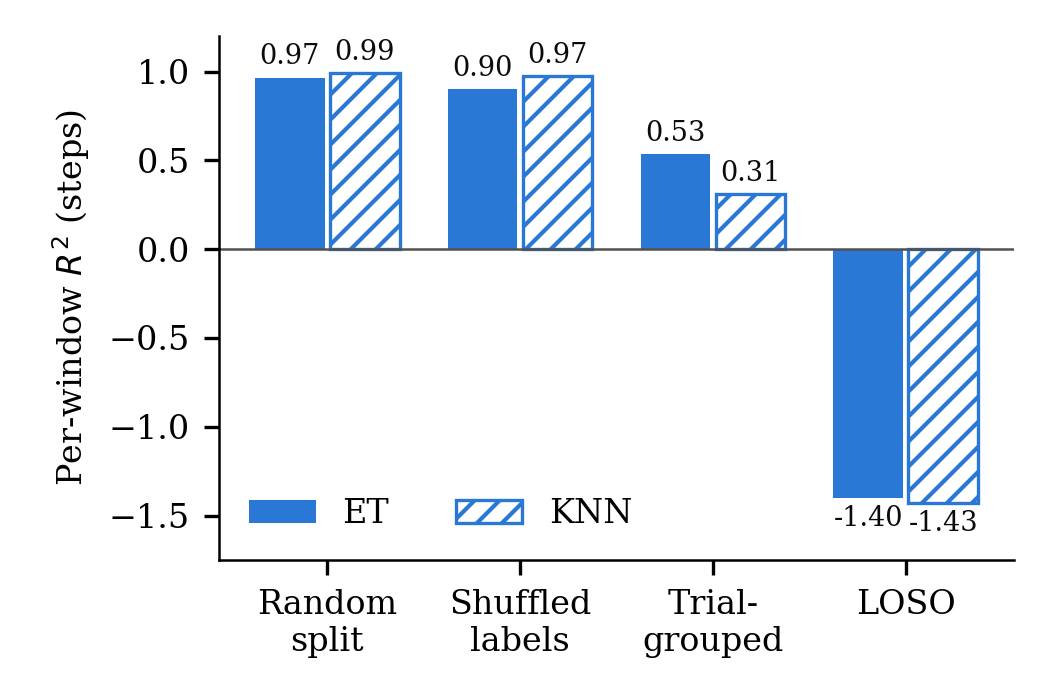 0.97 0.99
0.90 0.97
0.53
0.31
-1.40 -1.43
1.0
0.5
0.0
−0.5
−1.0
−1.5
Per-window R² (steps)
ET KNN
Random
split
Shuffled
labels
Trial-
grouped
LOSO